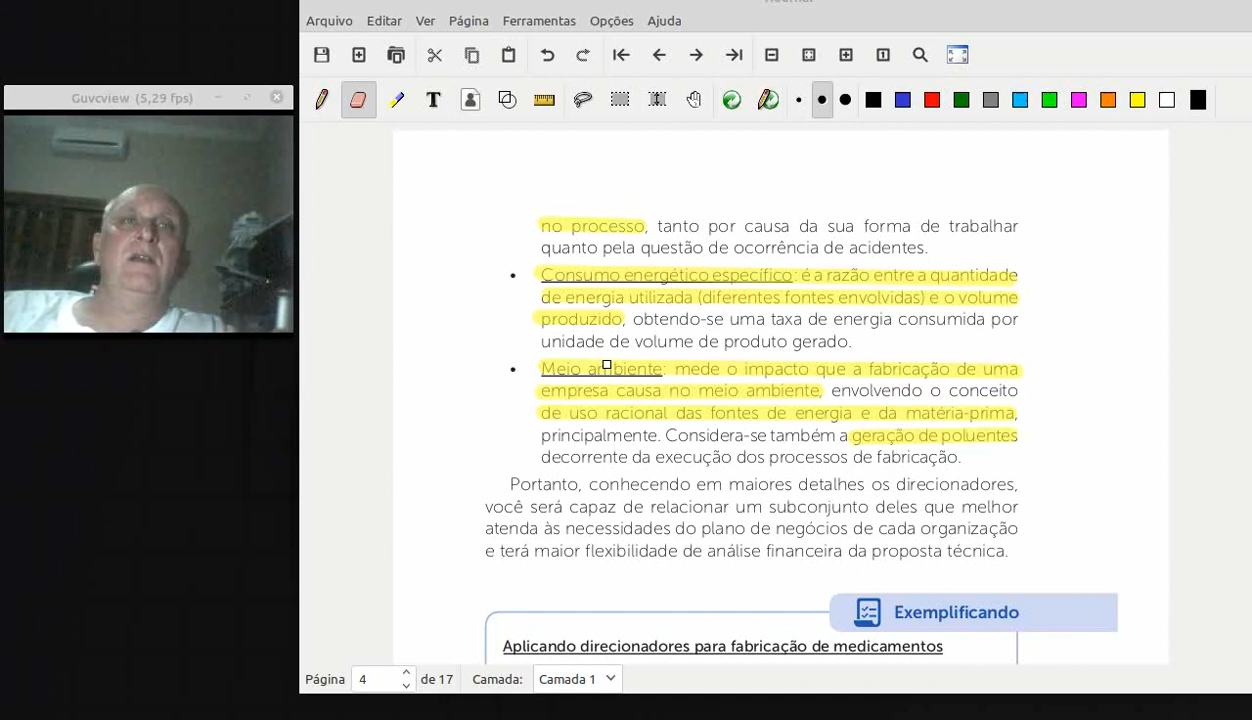 Arquivo Editar Ver Página Ferramentas Opções Ajuda
Guvcview (5,29 fps)
T
no processo, tanto por causa da sua forma de trabalhar
quanto pela questão de ocorrência de acidentes.
• Consumo energético específico: é a razão entre a quantidade
de energia utilizada (diferentes fontes envolvidas) e o volume
produzido, obtendo-se uma taxa de energia consumida por
unidade de volume de produto gerado.
• Meio ambiente: mede o impacto que a fabricação de uma
empresa causa no meio ambiente, envolvendo o conceito
de uso racional das fontes de energia e da matéria-prima,
principalmente. Considera-se também a geração de poluentes
decorrente da execução dos processos de fabricação.
Portanto, conhecendo em maiores detalhes os direcionadores,
você será capaz de relacionar um subconjunto deles que melhor
atenda às necessidades do plano de negócios de cada organização
e terá maior flexibilidade de análise financeira da proposta técnica.
Exemplificando
Aplicando direcionadores para fabricação de medicamentos
Página 4 de 17 Camada: Camada 1